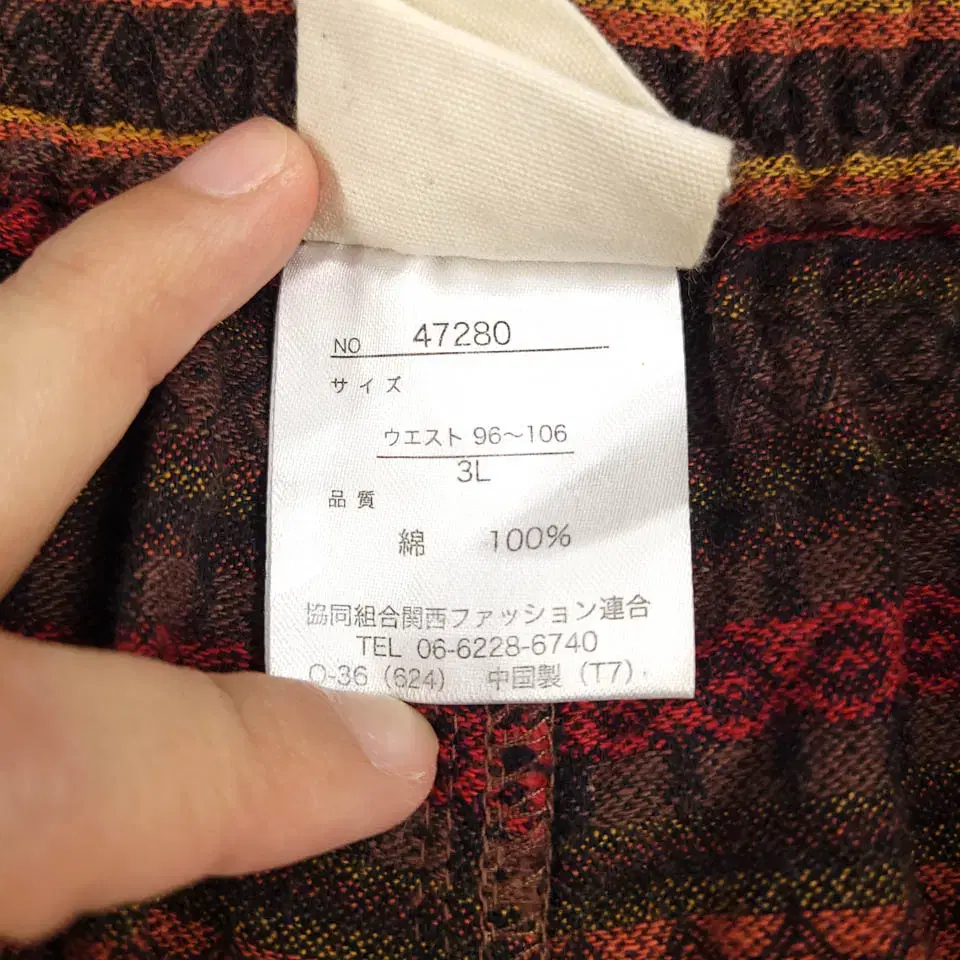 NO 47280
サイズ
ウエスト 96〜106
3L
品質
綿 100%
協同組合関西ファッション連合
TEL 06-6228-6740
O-36 (624) 中国製 (T7)